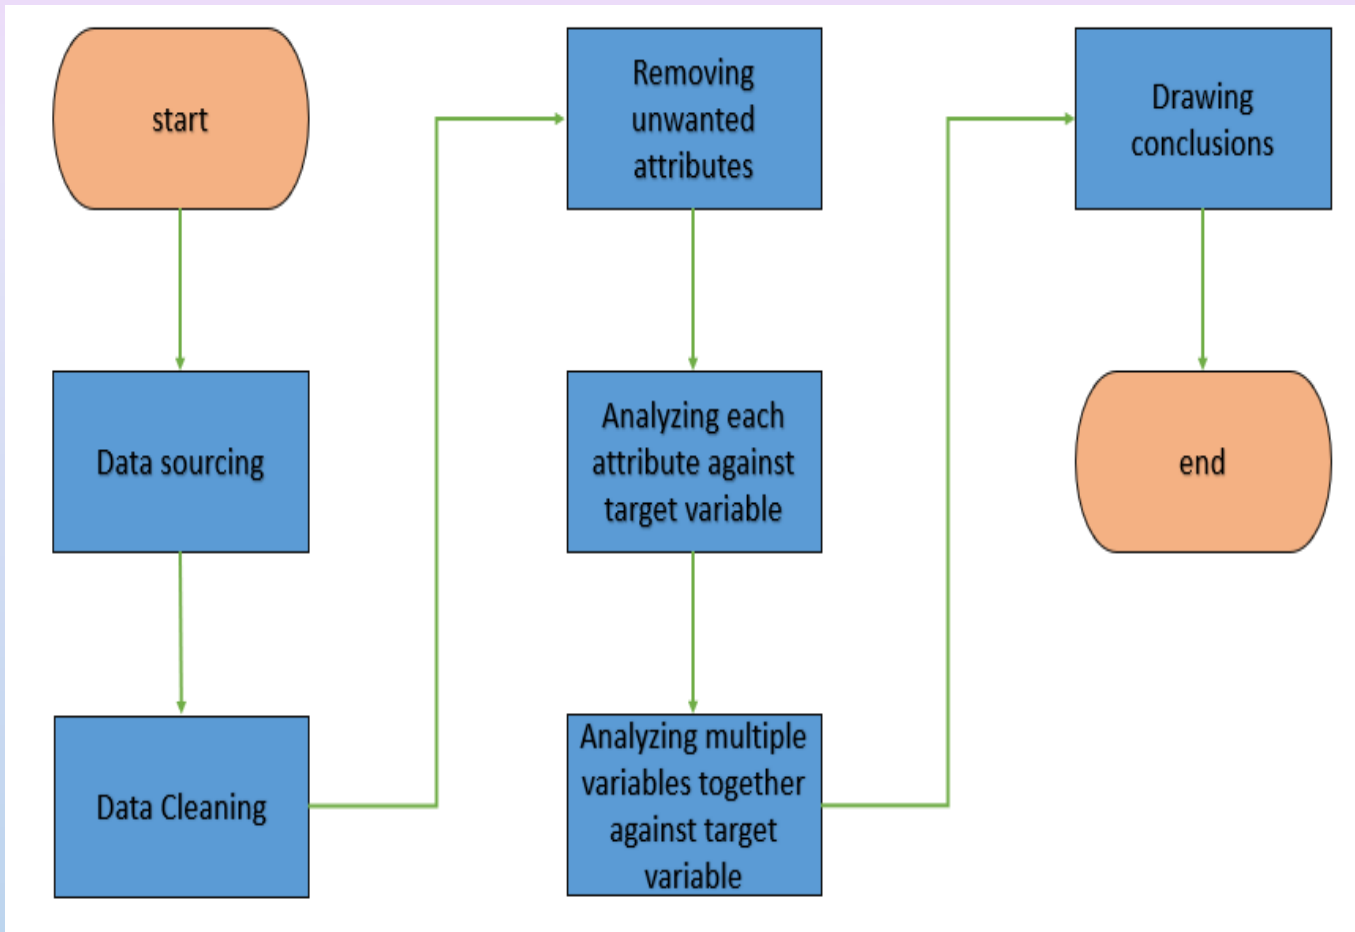 start
Data sourcing
Data Cleaning
Removing
unwanted
attributes
Analyzing each
attribute against
target variable
Analyzing multiple
variables together
against target
variable
Drawing
conclusions
end